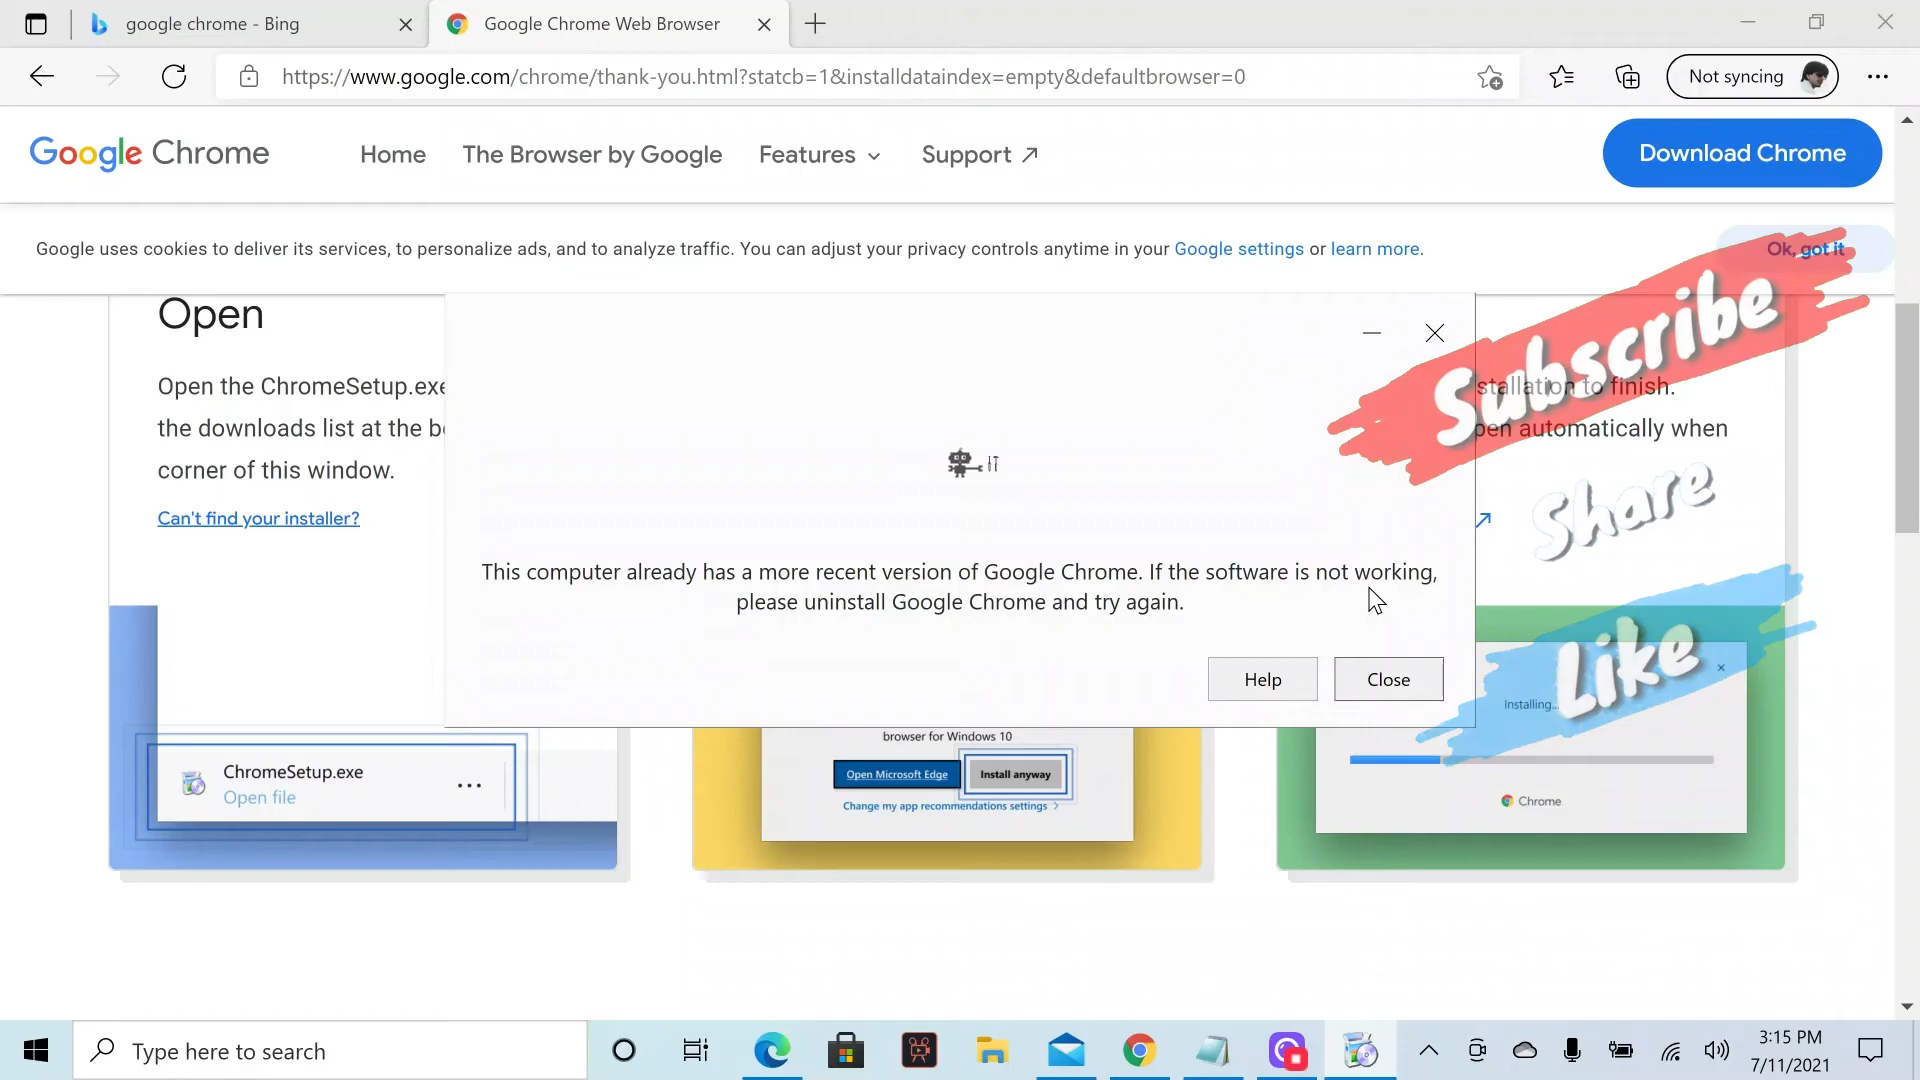 google chrome - Bing
Google Chrome Web Browser
https://www.google.com/chrome/thank-you.html?statcb=1&installdataindex=empty&defaultbrowser=0
Not syncing
Google Chrome
Home
The Browser by Google
Features
Support
Download Chrome
Google uses cookies to deliver its services, to personalize ads, and to analyze traffic. You can adjust your privacy controls anytime in your Google settings or learn more.
Ok, got it
Subscribe
Share
Like
Open
Open the ChromeSetup.exe
the downloads list at the b
corner of this window.
Can't find your installer?
stallation to finish.
pen automatically when
This computer already has a more recent version of Google Chrome. If the software is not working,
please uninstall Google Chrome and try again.
Help
Close
ChromeSetup.exe
Open file
browser for Windows 10
Open Microsoft Edge
Install anyway
Change my app recommendations settings
Installing...
Chrome
Type here to search
3:15 PM
7/11/2021